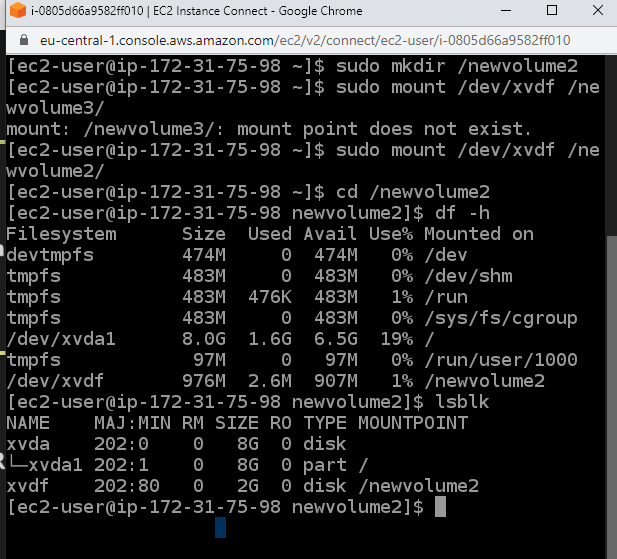 i-0805d66a9582ff010 | EC2 Instance Connect - Google Chrome
eu-central-1.console.aws.amazon.com/ec2/v2/connect/ec2-user/i-0805d66a9582ff010
[ec2-user@ip-172-31-75-98 ~]$ sudo mkdir /newvolume2
[ec2-user@ip-172-31-75-98 ~]$ sudo mount /dev/xvdf /ne
wvolume3/
mount: /newvolume3/: mount point does not exist.
[ec2-user@ip-172-31-75-98 ~]$ sudo mount /dev/xvdf /ne
wvolume2/
[ec2-user@ip-172-31-75-98 ~]$ cd /newvolume2
[ec2-user@ip-172-31-75-98 newvolume2]$ df -h
Filesystem      Size  Used Avail Use% Mounted on
devtmpfs        474M     0  474M   0% /dev
tmpfs           483M     0  483M   0% /dev/shm
tmpfs           483M  476K  483M   1% /run
tmpfs           483M     0  483M   0% /sys/fs/cgroup
/dev/xvda1      8.0G  1.6G  6.5G  19% /
tmpfs            97M     0   97M   0% /run/user/1000
/dev/xvdf       976M  2.6M  907M   1% /newvolume2
[ec2-user@ip-172-31-75-98 newvolume2]$ lsblk
NAME    MAJ:MIN RM SIZE RO TYPE MOUNTPOINT
xvda    202:0    0   8G  0 disk
└─xvda1 202:1    0   8G  0 part /
xvdf    202:80   0   2G  0 disk /newvolume2
[ec2-user@ip-172-31-75-98 newvolume2]$